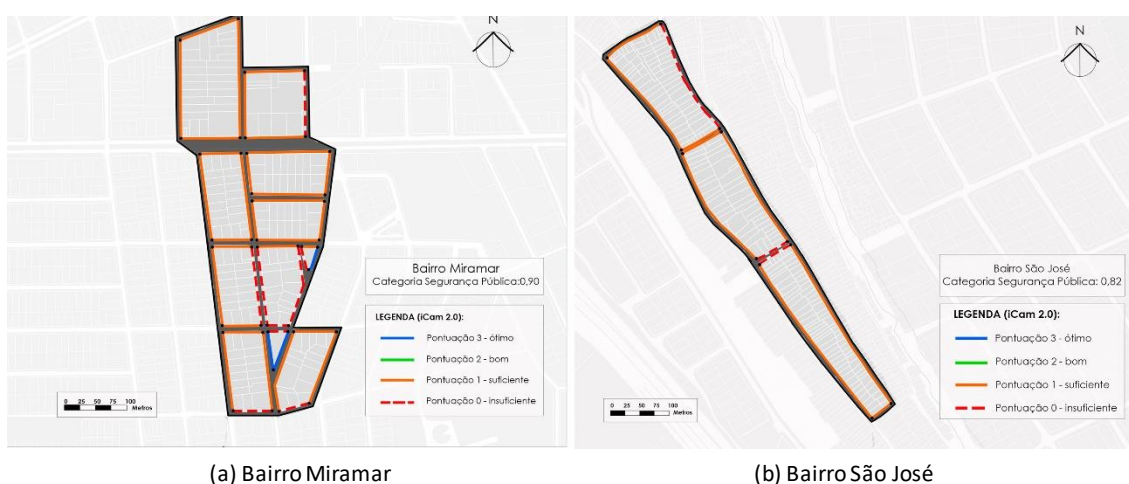 N
Bairro Miramar
Categoria Segurança Pública:0,90
LEGENDA (iCam 2.0):
Pontuação 3 - ótimo
Pontuação 2 - bom
Pontuação 1 - suficiente
Pontuação 0 - insuficiente
0 25 50 75 100
Metros
(a) Bairro Miramar
N
Bairro São José
Categoria Segurança Pública: 0,82
LEGENDA (iCam 2.0):
Pontuação 3 - ótimo
Pontuação 2 - bom
Pontuação 1 - suficiente
Pontuação 0 - insuficiente
0 25 50 75 100
Metros
(b) Bairro São José